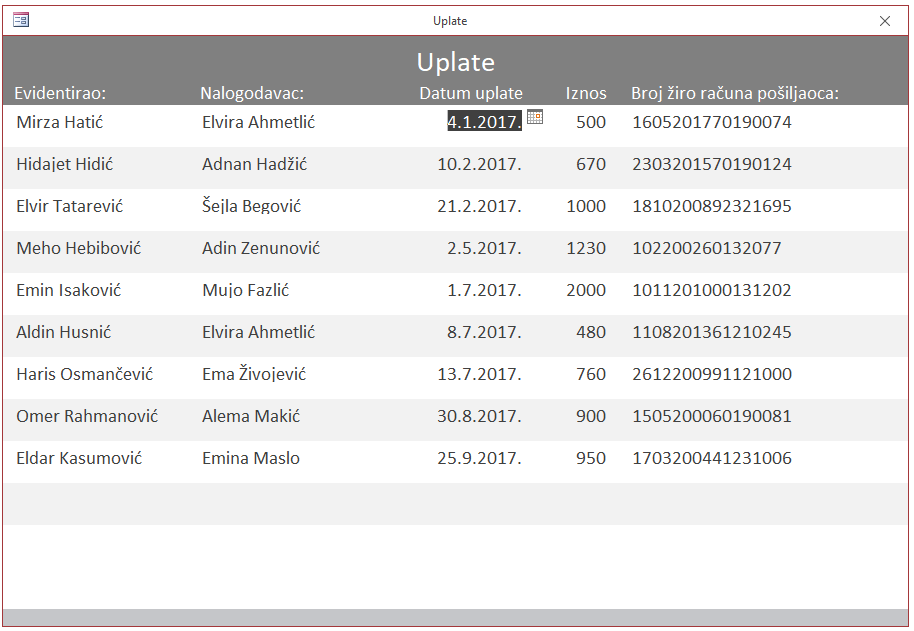 Uplate
Uplate
Evidentirao: Nalogodavac: Datum uplate Iznos Broj žiro računa pošiljaoca:
Mirza Hatić Elvira Ahmetlić 4.1.2017. 500 1605201770190074
Hidajet Hidić Adnan Hadžić 10.2.2017. 670 2303201570190124
Elvir Tatarević Šejla Begović 21.2.2017. 1000 1810200892321695
Meho Hebibović Adin Zenunović 2.5.2017. 1230 102200260132077
Emin Isaković Mujo Fazlić 1.7.2017. 2000 1011201000131202
Aldin Husnić Elvira Ahmetlić 8.7.2017. 480 1108201361210245
Haris Osmančević Ema Živojević 13.7.2017. 760 2612200991121000
Omer Rahmanović Alema Makić 30.8.2017. 900 1505200060190081
Eldar Kasumović Emina Maslo 25.9.2017. 950 1703200441231006